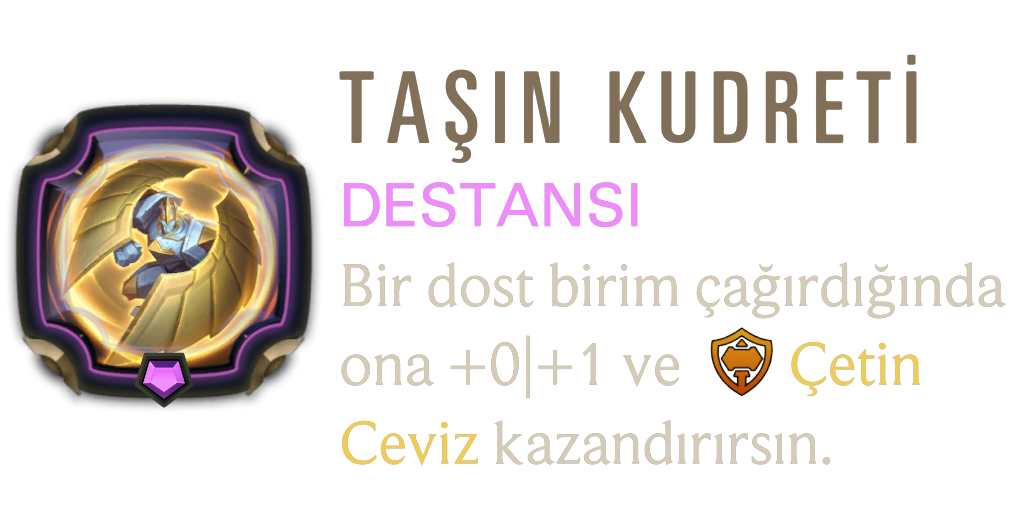 TAŞIN KUDRETİ
DESTANSI
Bir dost birim çağırdığında
ona +0|+1 ve Çetin
Ceviz kazandırırsın.